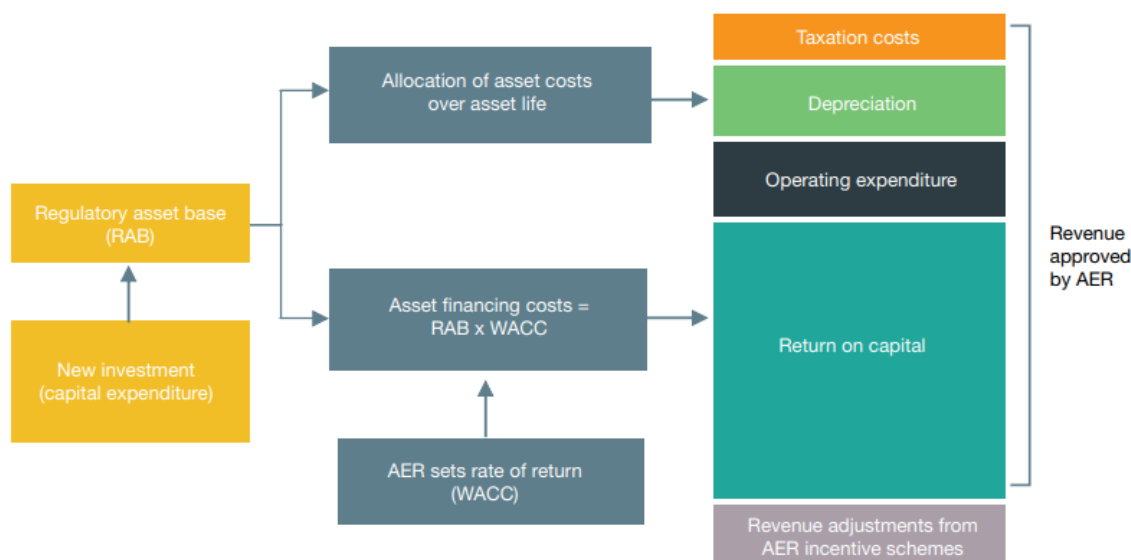 Taxation costs
Allocation of asset costs
over asset life
Depreciation
Operating expenditure
Regulatory asset base
(RAB)
Revenue
approved
by AER
Asset financing costs =
RAB x WACC
Return on capital
New investment
(capital expenditure)
AER sets rate of return
(WACC)
Revenue adjustments from
AER incentive schemes